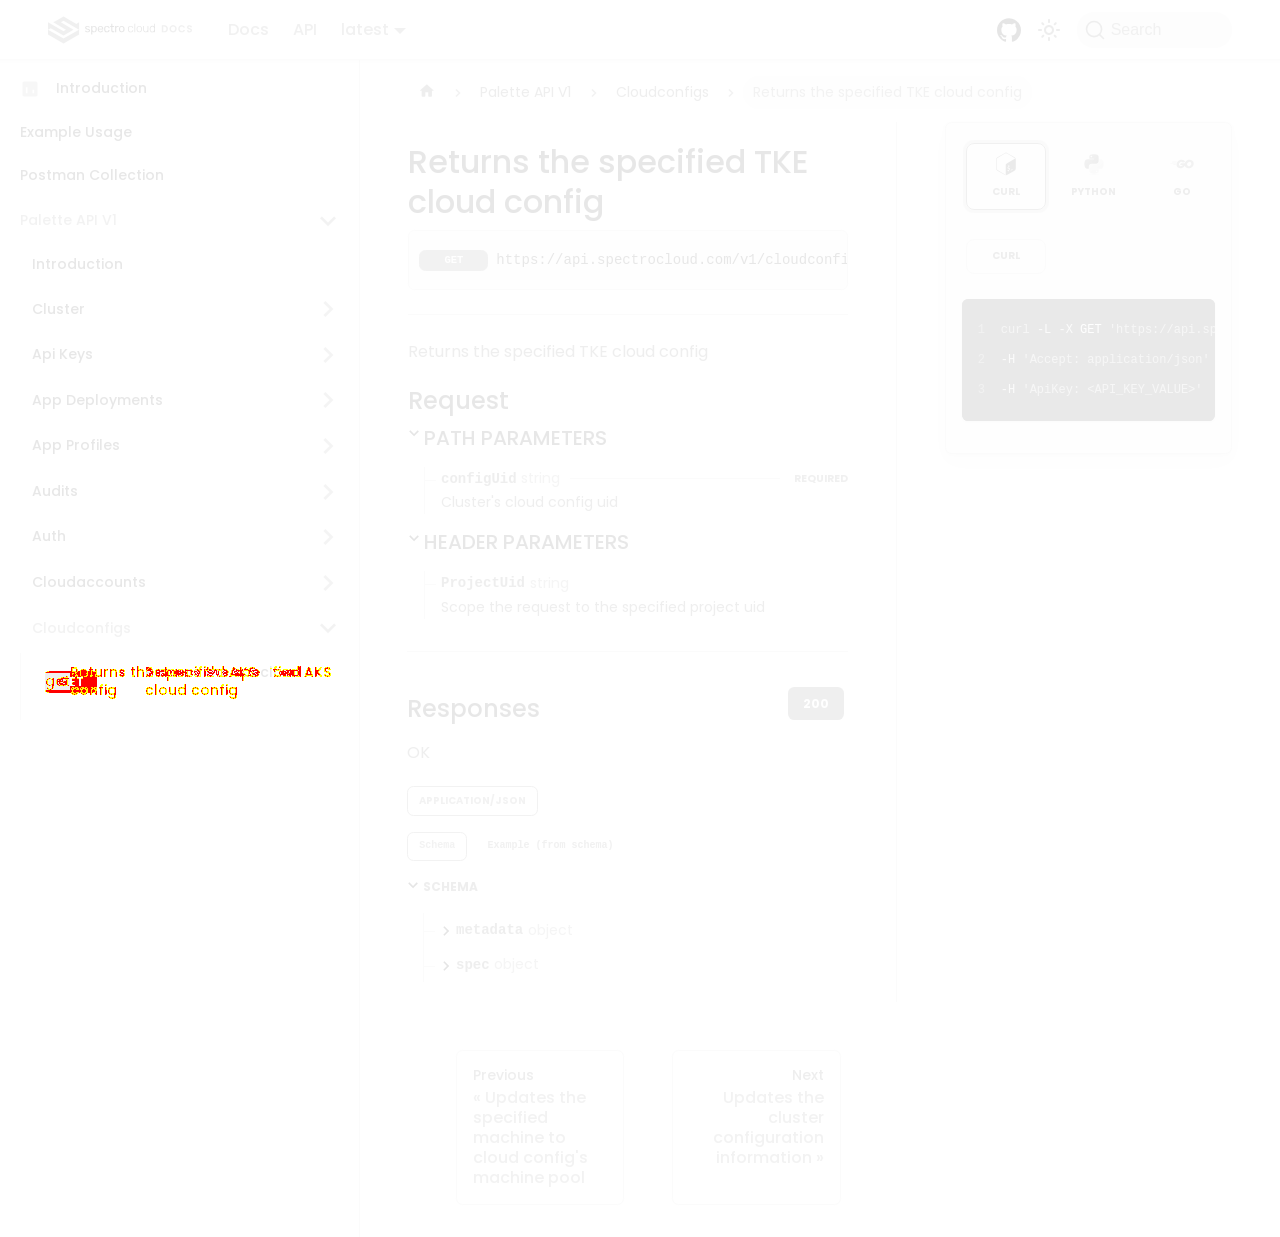 spectro cloud DOCS
Docs
API
latest
Search
Introduction
Example Usage
Postman Collection
Palette API V1
Introduction
Cluster
Api Keys
App Deployments
App Profiles
Audits
Auth
Cloudaccounts
Cloudconfigs
cloud config
Palette API V1
Cloudconfigs
Returns the specified TKE cloud config
Returns the specified TKE
cloud config
GET https://api.spectrocloud.com/v1/cloudconfi
Returns the specified TKE cloud config
Request
PATH PARAMETERS
configUid string REQUIRED
Cluster's cloud config uid
HEADER PARAMETERS
ProjectUid string
Scope the request to the specified project uid
Responses
200
OK
APPLICATION/JSON
Schema
Example (from schema)
SCHEMA
metadata object
spec object
Previous
« Updates the
specified
machine to
cloud config's
machine pool
Next
Updates the
cluster
configuration
information »
CURL
PYTHON
GO
CURL
1 curl -L -X GET 'https://api.sp
2 -H 'Accept: application/json'
3 -H 'ApiKey: <API_KEY_VALUE>'